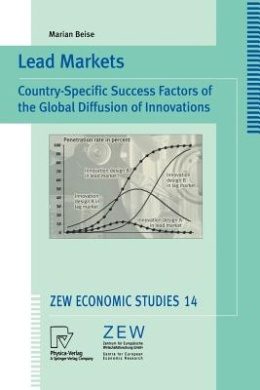 Marian Beise
Lead Markets
Country-Specific Success Factors of
the Global Diffusion of Innovations
Penetration rate in percent
Innovation design B
in lead market
Innovation
design B in
lag market
Innovation
design A in
lag market
Innovation design A
in lead market
ZEW ECONOMIC STUDIES 14
Physica-Verlag
A Springer-Verlag Company
ZEW
Zentrum für Europäische
Wirtschaftsforschung GmbH
Centre for European
Economic Research